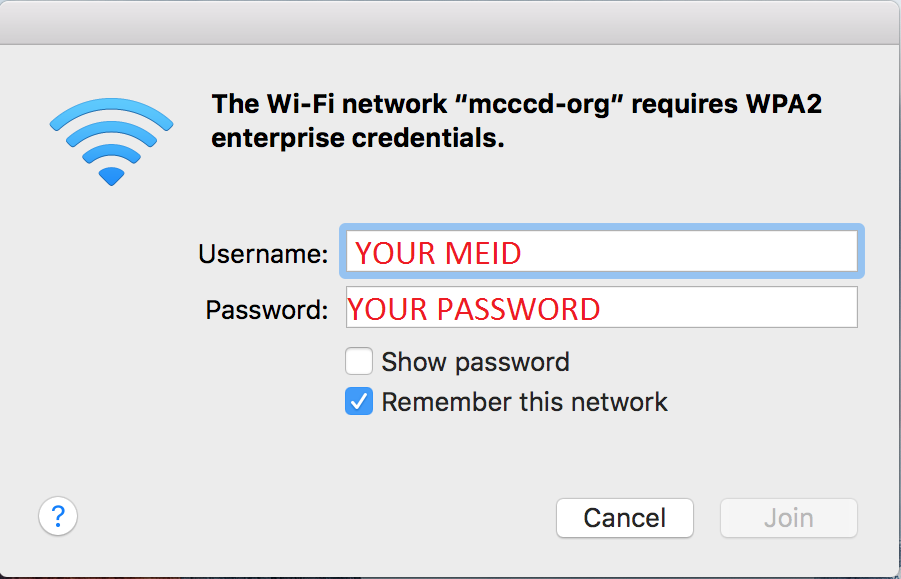 The Wi-Fi network “mcccd-org” requires WPA2
enterprise credentials.
Username: YOUR MEID
Password: YOUR PASSWORD
Show password
Remember this network
? Cancel Join